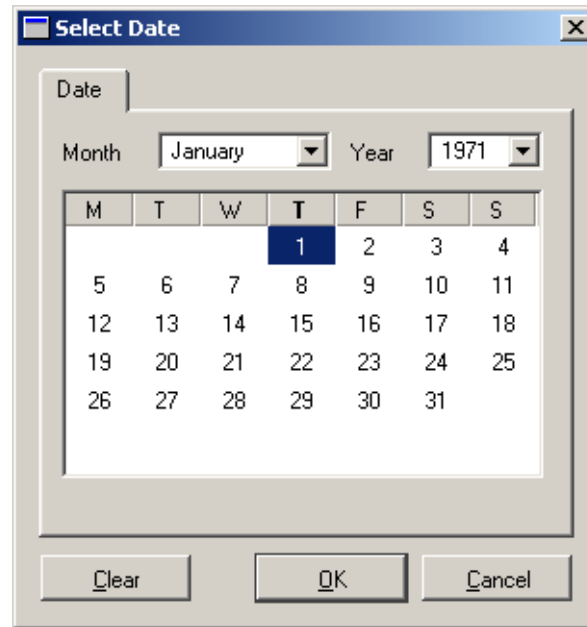 Select Date
Date
Month January Year 1971
M T W T F S S
1 2 3 4
5 6 7 8 9 10 11
12 13 14 15 16 17 18
19 20 21 22 23 24 25
26 27 28 29 30 31
Clear OK Cancel